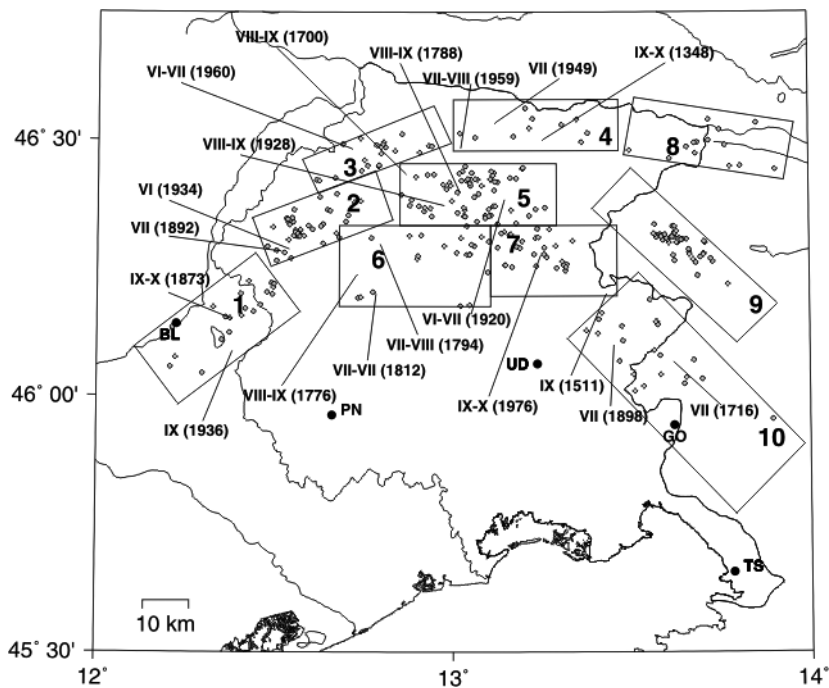 VIII-IX (1700)
VIII-IX (1788)
IX-X (1348)
VI-VII (1960)
VII-VIII (1959)
VII (1949)
46˚ 30'
VIII-IX (1928)
4
8
3
VI (1934)
2
5
VII (1892)
6
7
IX-X (1873)
1
9
BL
VI-VII (1920)
VII-VIII (1794)
UD
VII-VII (1812)
IX (1511)
46˚ 00'
VIII-IX (1776)
PN
IX-X (1976)
VII (1898)
VII (1716)
IX (1936)
GO
10
TS
10 km
45˚ 30'
12˚
13˚
14˚